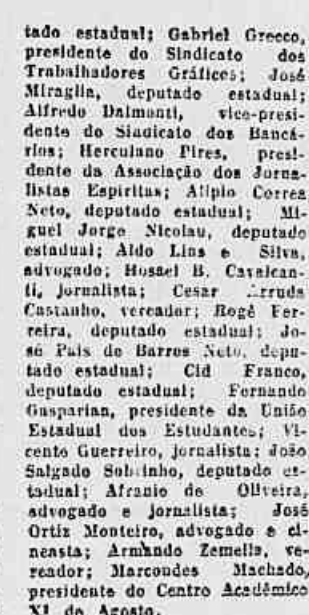 tado estadual; Gabriel Grecco,
presidente do Sindicato dos
Trabalhadores Gráficos; José
Miraglia, deputado estadual;
Alfredo Dalmonti, vice-presi-
dente do Sindicato dos Bancá-
rios; Herculano Pires, presi-
dente da Associação dos Jorna-
listas Espiritas; Alipio Correa
Neto, deputado estadual; Mi-
guel Jorge Nicolau, deputado
estadual; Aldo Lins e Silva,
advogado; Hosael B. Cavalcan-
ti, jornalista; Cesar Arruda
Castanho, vereador; Rogê Fer-
reira, deputado estadual; Jo-
sé Pais de Barros Neto, depu-
tado estadual; Cid Franco,
deputado estadual; Fernando
Gasparian, presidente da União
Estadual dos Estudantes; Vi-
cente Guerreiro, jornalista; João
Salgado Sobrinho, deputado es-
tadual; Afranio de Oliveira,
advogado e jornalista; José
Ortiz Monteiro, advogado e ci-
neasta; Armando Zemella, ve-
reador; Marcondes Machado,
presidente do Centro Acadêmico
XI de Agosto.